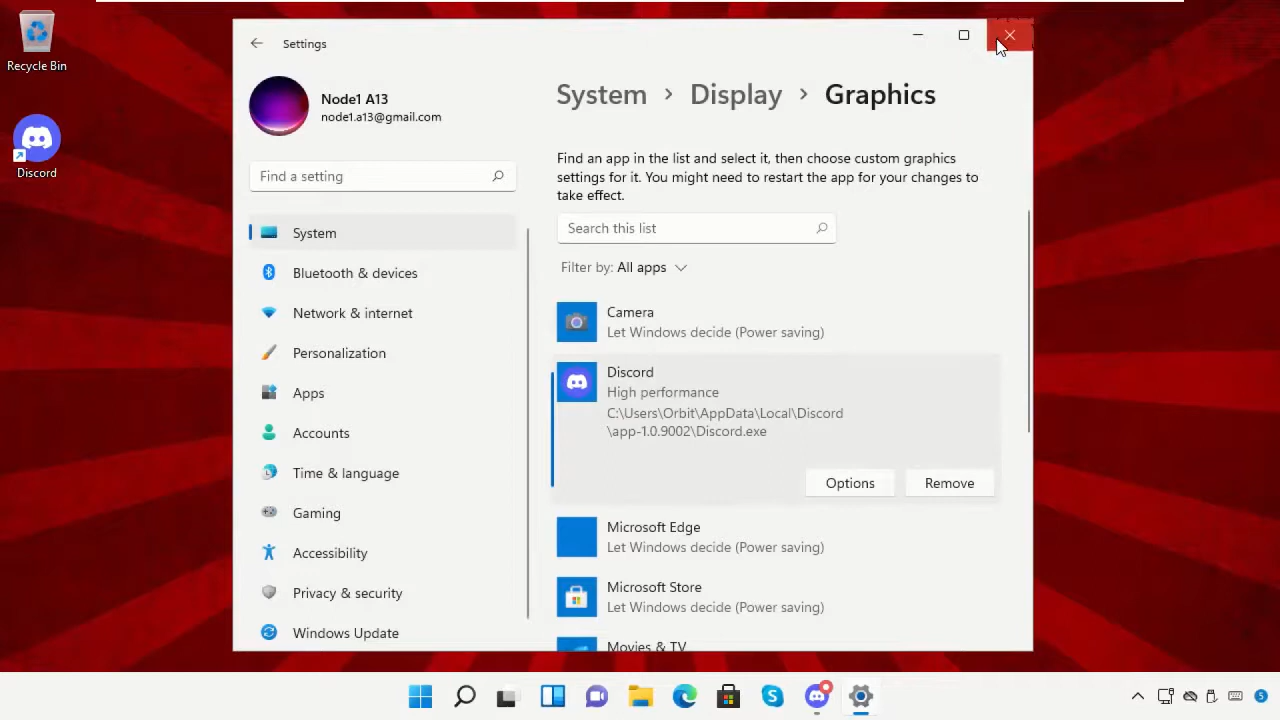 Recycle Bin
Discord
Settings
Node1 A13
node1.a13@gmail.com
Find a setting
System
Bluetooth & devices
Network & internet
Personalization
Apps
Accounts
Time & language
Gaming
Accessibility
Privacy & security
Windows Update
System > Display > Graphics
Find an app in the list and select it, then choose custom graphics
settings for it. You might need to restart the app for your changes to
take effect.
Search this list
Filter by: All apps
Camera
Let Windows decide (Power saving)
Discord
High performance
C:\Users\Orbit\AppData\Local\Discord
\app-1.0.9002\Discord.exe
Options Remove
Microsoft Edge
Let Windows decide (Power saving)
Microsoft Store
Let Windows decide (Power saving)
Movies & TV
5